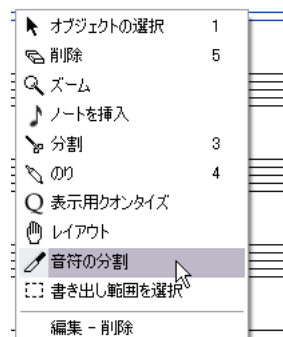 オブジェクトの選択 1
削除 5
ズーム
ノートを挿入
分割 3
のり 4
表示用クオンタイズ
レイアウト
音符の分割
書き出し範囲を選択
編集 - 削除